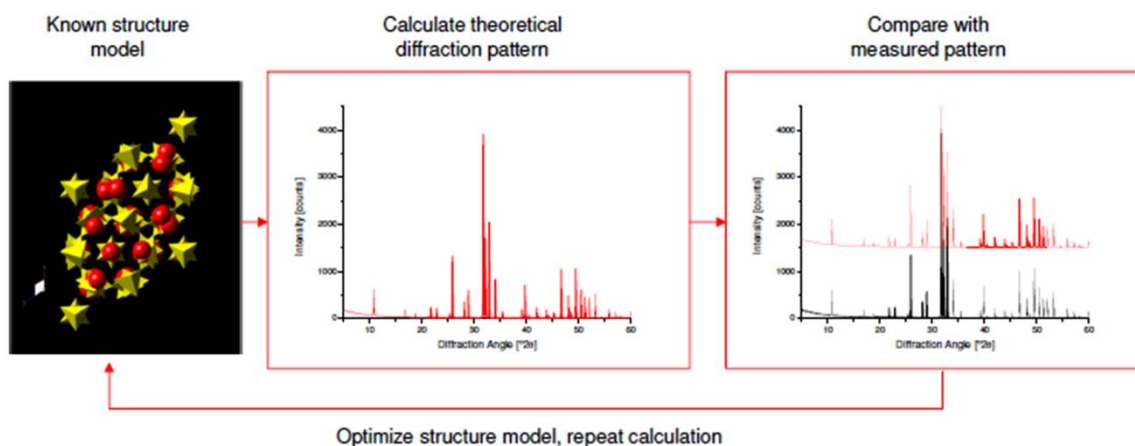 Known structure
model
Calculate theoretical
diffraction pattern
Compare with
measured pattern
4000
3000
2000
1000
0
Intensity [counts]
10 20 30 40 50 60
Diffraction Angle [°2θ]
4000
3000
2000
1000
0
Intensity [counts]
10 20 30 40 50 60
Diffraction Angle [°2θ]
Optimize structure model, repeat calculation